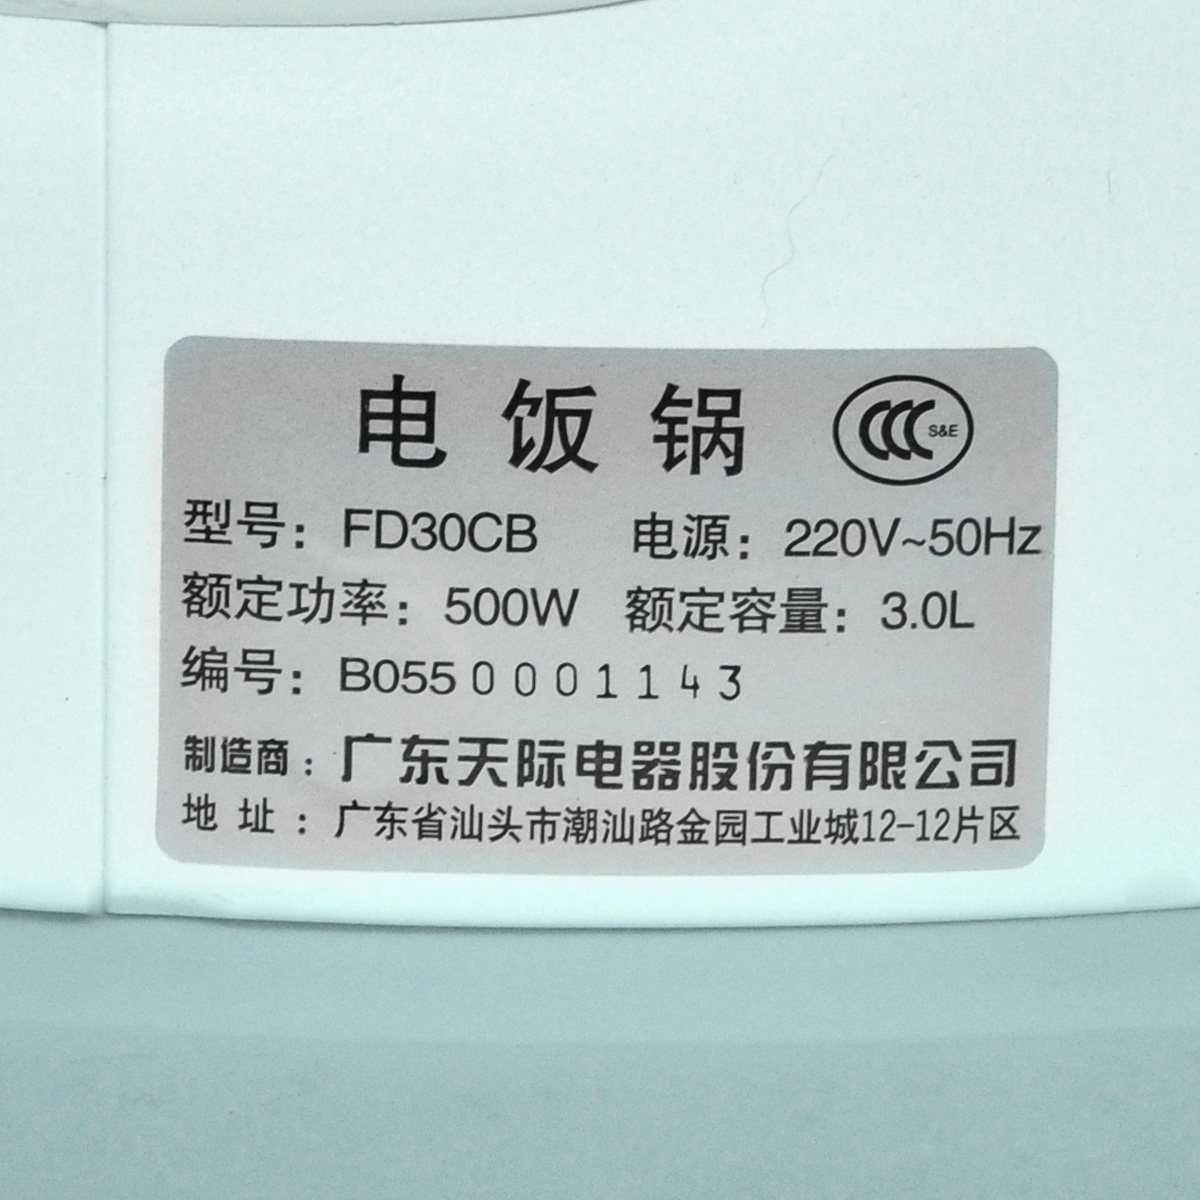 电饭锅 CCC S&E
型号：FD30CB 电源：220V~50Hz
额定功率：500W 额定容量：3.0L
编号：B0550001143
制造商：广东天际电器股份有限公司
地址：广东省汕头市潮汕路金园工业城12-12片区